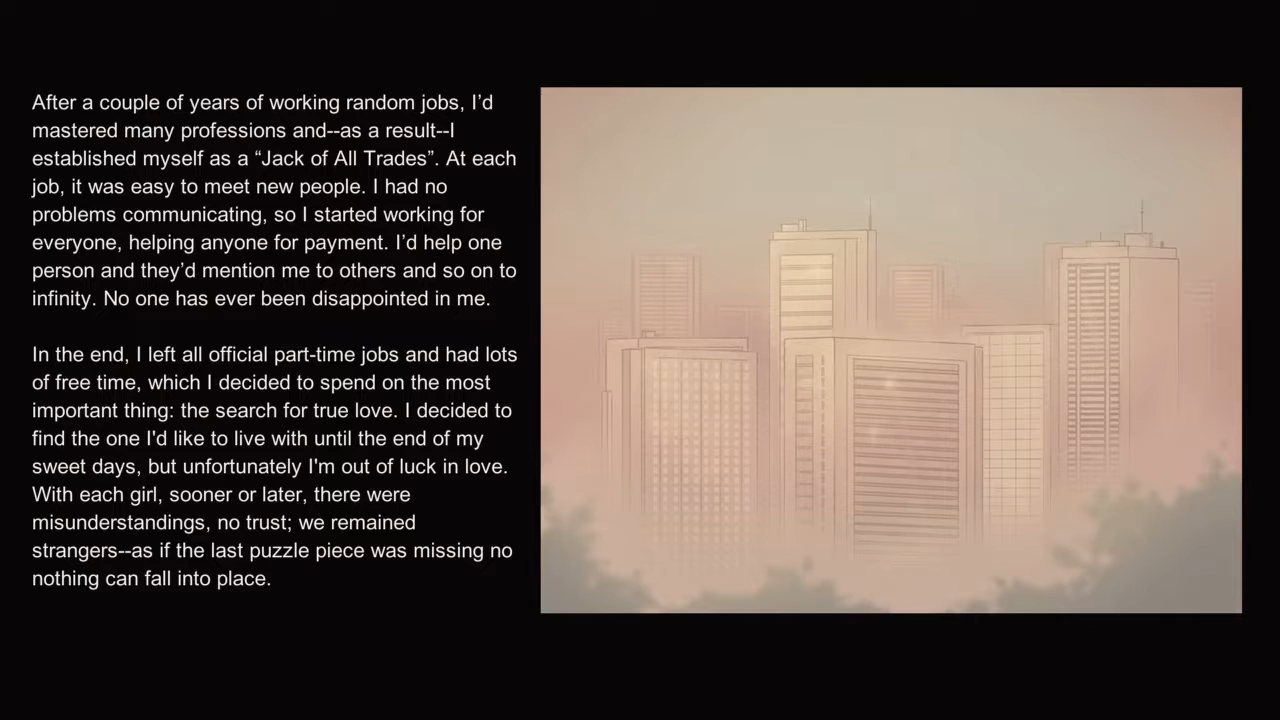 After a couple of years of working random jobs, I’d
mastered many professions and--as a result--I
established myself as a “Jack of All Trades”. At each
job, it was easy to meet new people. I had no
problems communicating, so I started working for
everyone, helping anyone for payment. I’d help one
person and they’d mention me to others and so on to
infinity. No one has ever been disappointed in me.
In the end, I left all official part-time jobs and had lots
of free time, which I decided to spend on the most
important thing: the search for true love. I decided to
find the one I'd like to live with until the end of my
sweet days, but unfortunately I'm out of luck in love.
With each girl, sooner or later, there were
misunderstandings, no trust; we remained
strangers--as if the last puzzle piece was missing no
nothing can fall into place.